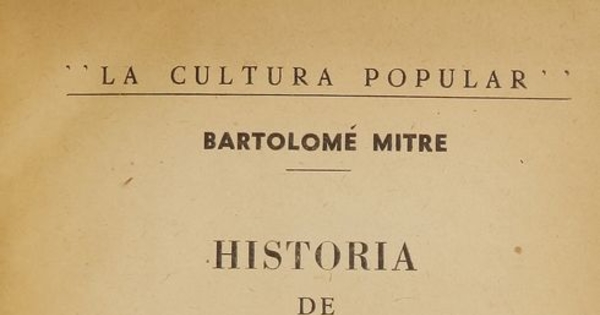 ``LA CULTURA POPULAR´´
BARTOLOMÉ MITRE
HISTORIA
DE